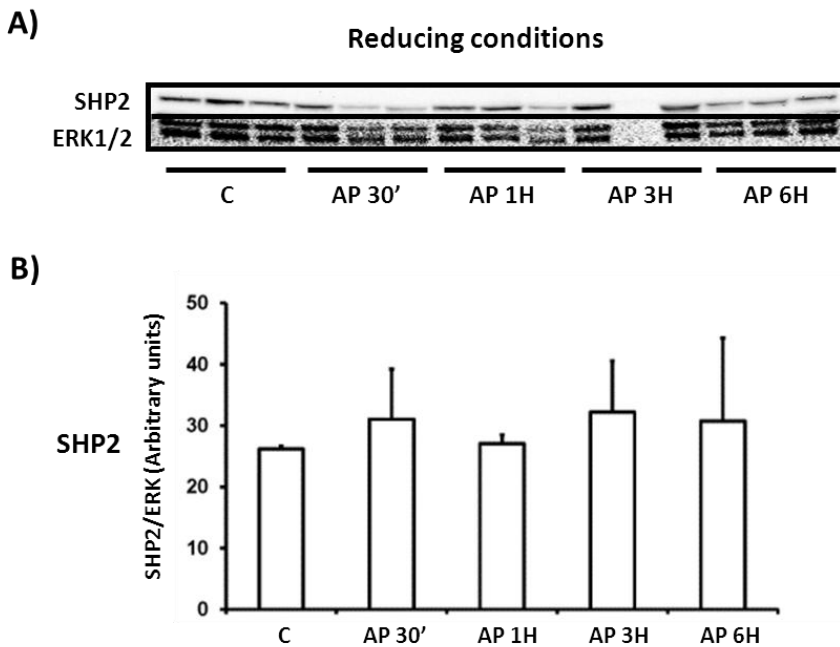 A)
Reducing conditions
SHP2
ERK1/2
C AP 30’ AP 1H AP 3H AP 6H
B)
50
40
30
20
10
0
SHP2/ERK (Arbitrary units)
SHP2
C AP 30’ AP 1H AP 3H AP 6H